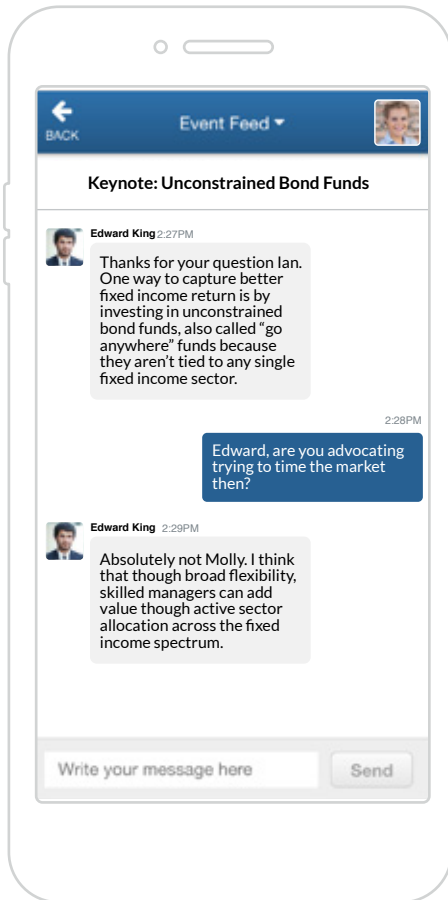 BACK
Event Feed
Keynote: Unconstrained Bond Funds
Edward King 2:27PM
Thanks for your question Ian.
One way to capture better
fixed income return is by
investing in unconstrained
bond funds, also called “go
anywhere” funds because
they aren’t tied to any single
fixed income sector.
2:28PM
Edward, are you advocating
trying to time the market
then?
Edward King 2:29PM
Absolutely not Molly. I think
that though broad flexibility,
skilled managers can add
value though active sector
allocation across the fixed
income spectrum.
Write your message here
Send